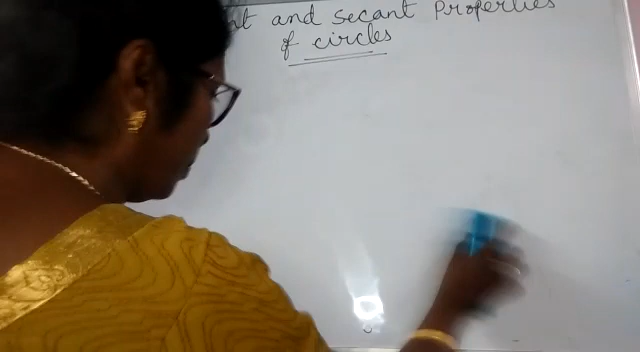 and secant Properties
of circles